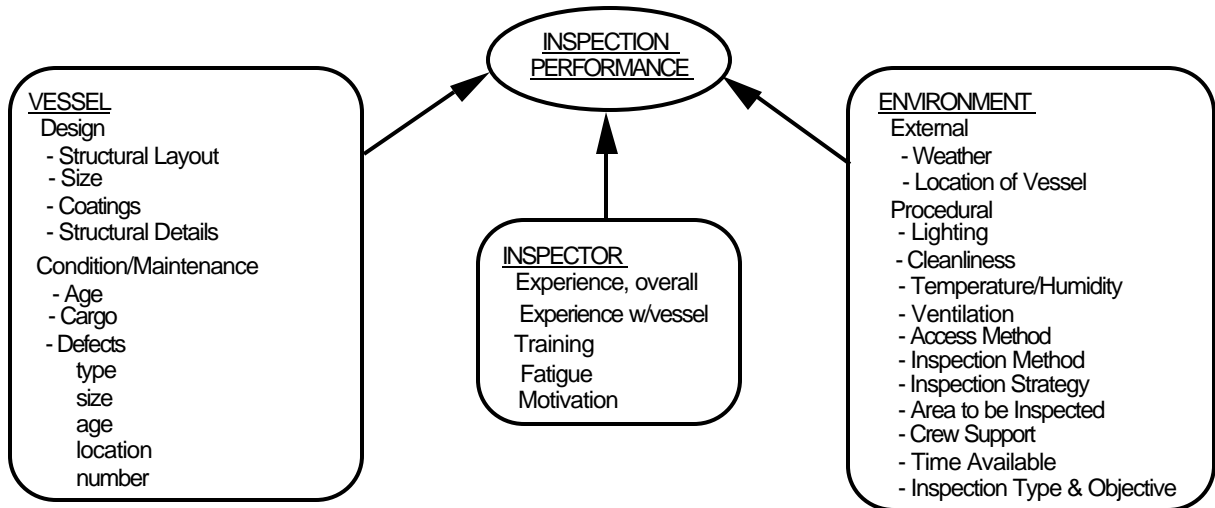 INSPECTION
PERFORMANCE
VESSEL
Design
- Structural Layout
- Size
- Coatings
- Structural Details
Condition/Maintenance
- Age
- Cargo
- Defects
type
size
age
location
number
INSPECTOR
Experience, overall
Experience w/vessel
Training
Fatigue
Motivation
ENVIRONMENT
External
- Weather
- Location of Vessel
Procedural
- Lighting
- Cleanliness
- Temperature/Humidity
- Ventilation
- Access Method
- Inspection Method
- Inspection Strategy
- Area to be Inspected
- Crew Support
- Time Available
- Inspection Type & Objective